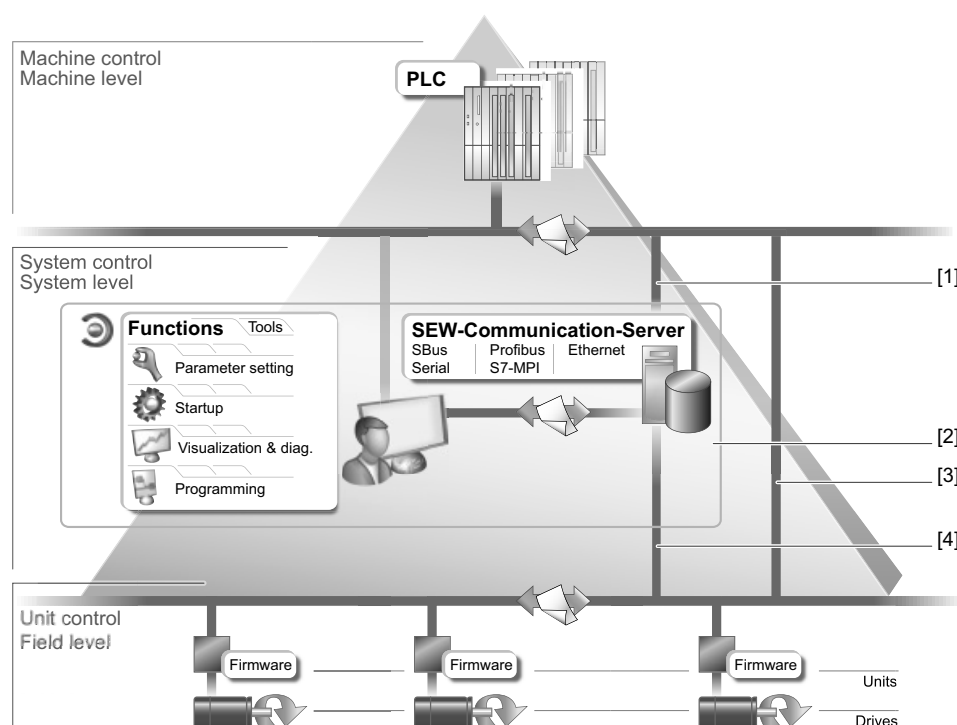 Machine control
Machine level
PLC
System control
System level
[1]
Functions
Tools
Parameter setting
Startup
Visualization & diag.
Programming
SEW-Communication-Server
SBus
Profibus
Ethernet
Serial
S7-MPI
[2]
[3]
[4]
Unit control
Field level
Firmware
Firmware
Firmware
Units
Drives